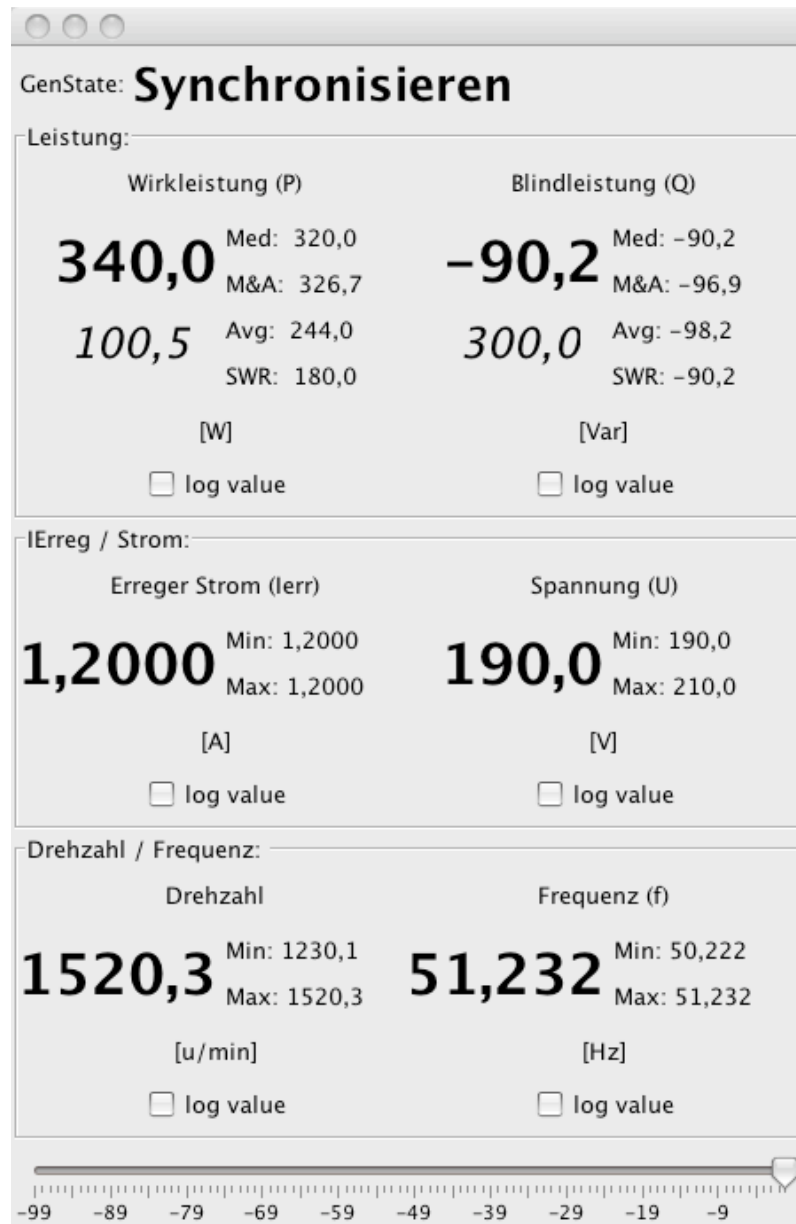 GenState: Synchronisieren
Leistung:
Wirkleistung (P)
340,0
Med: 320,0
M&A: 326,7
100,5
Avg: 244,0
SWR: 180,0
[W]
log value
Blindleistung (Q)
-90,2
Med: -90,2
M&A: -96,9
300,0
Avg: -98,2
SWR: -90,2
[Var]
log value
IErreg / Strom:
Erreger Strom (Ierr)
1,2000
Min: 1,2000
Max: 1,2000
[A]
log value
Spannung (U)
190,0
Min: 190,0
Max: 210,0
[V]
log value
Drehzahl / Frequenz:
Drehzahl
1520,3
Min: 1230,1
Max: 1520,3
[u/min]
log value
Frequenz (f)
51,232
Min: 50,222
Max: 51,232
[Hz]
log value
-99 -89 -79 -69 -59 -49 -39 -29 -19 -9